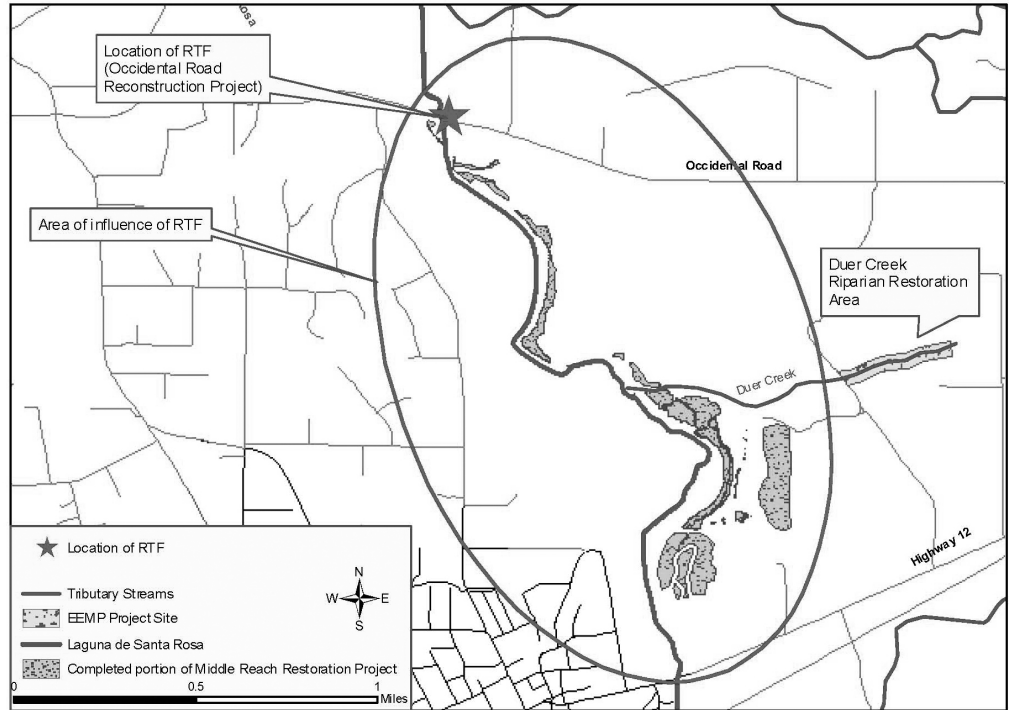 osa
Location of RTF
(Occidental Road
Reconstruction Project)
Occidental Road
Area of influence of RTF
Duer Creek
Riparian Restoration
Area
Duer Creek
Highway 12
Location of RTF
Tributary Streams
EEMP Project Site
Laguna de Santa Rosa
Completed portion of Middle Reach Restoration Project
N
W
E
S
0
0.5
1
Miles